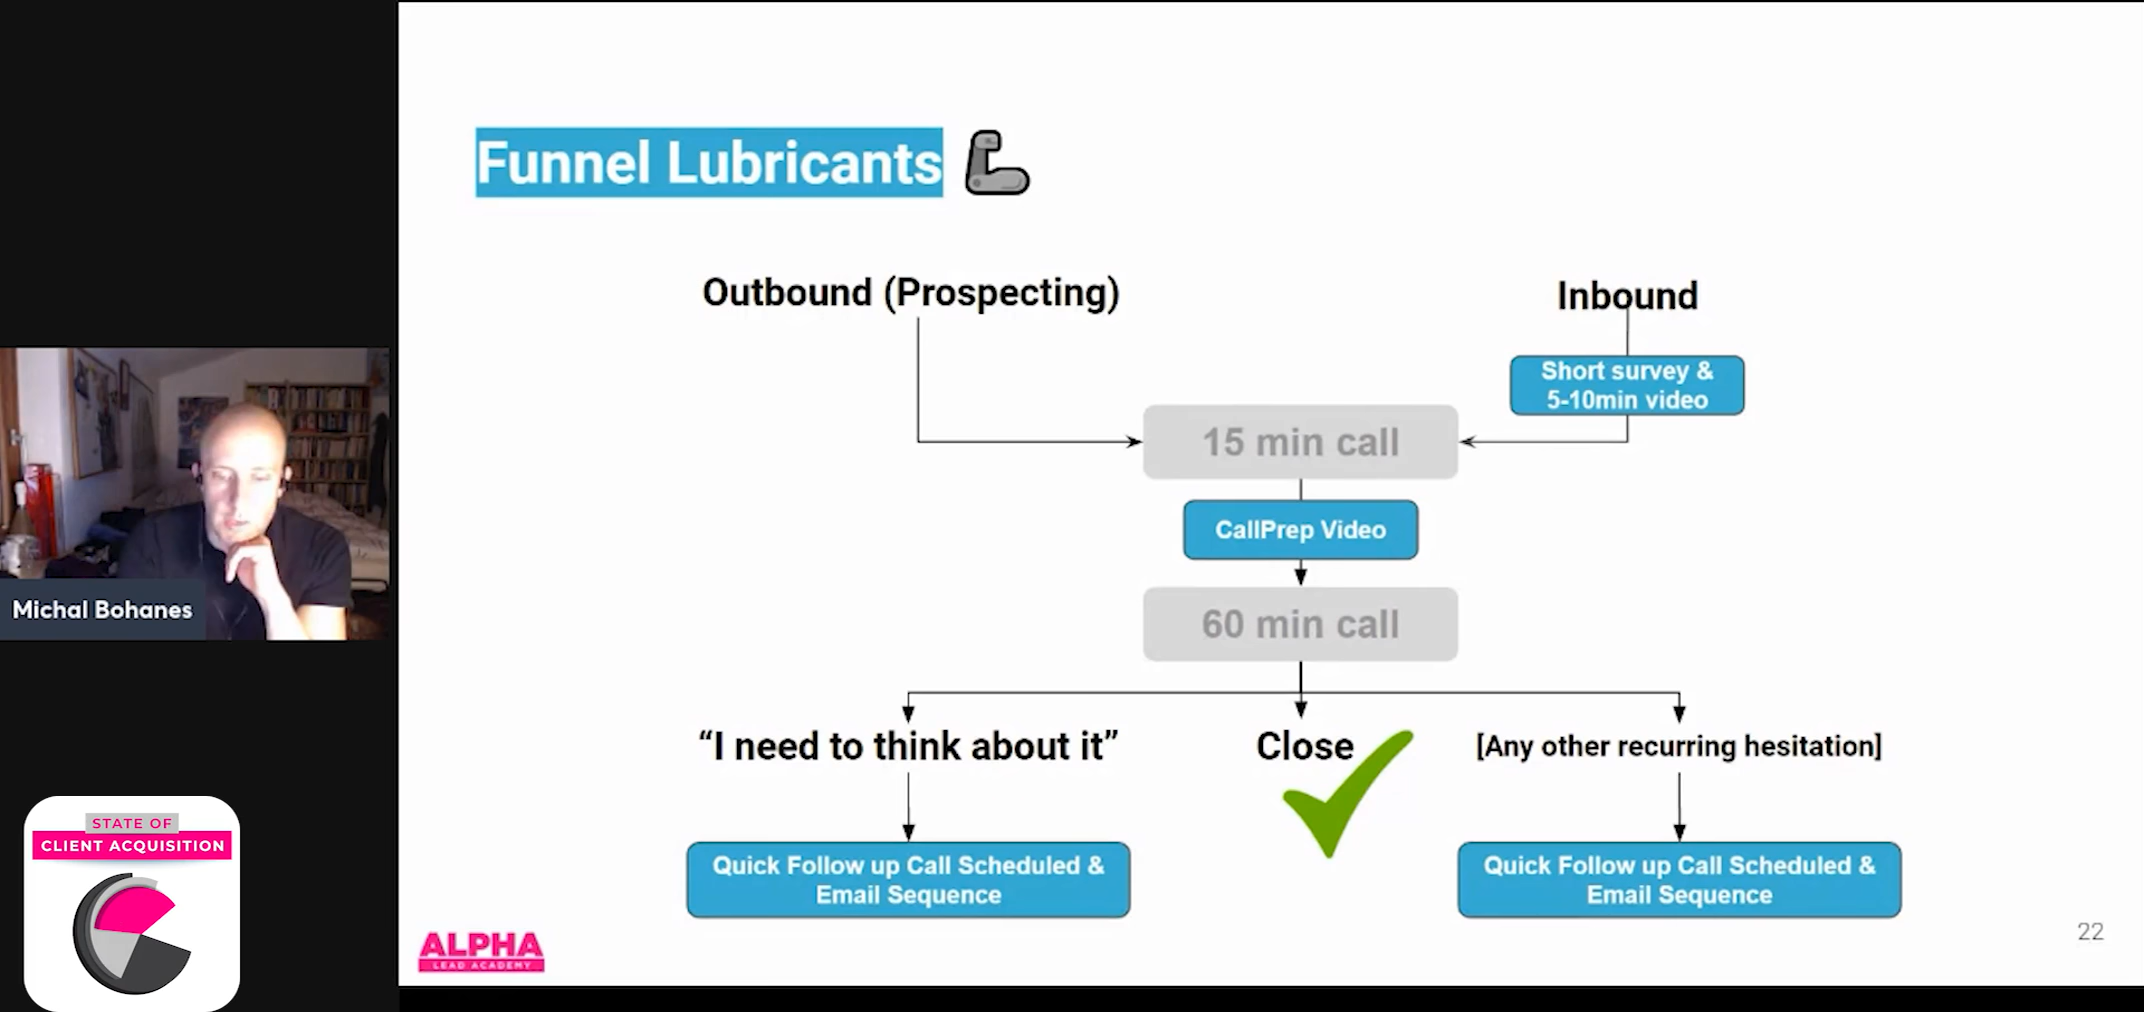 Funnel Lubricants
Outbound (Prospecting)
Inbound
Short survey &
5-10min video
15 min call
CallPrep Video
60 min call
“I need to think about it”
Close
[Any other recurring hesitation]
Quick Follow up Call Scheduled &
Email Sequence
Quick Follow up Call Scheduled &
Email Sequence
22
ALPHA
LEAD ACADEMY
Michal Bohanes
STATE OF
CLIENT ACQUISITION